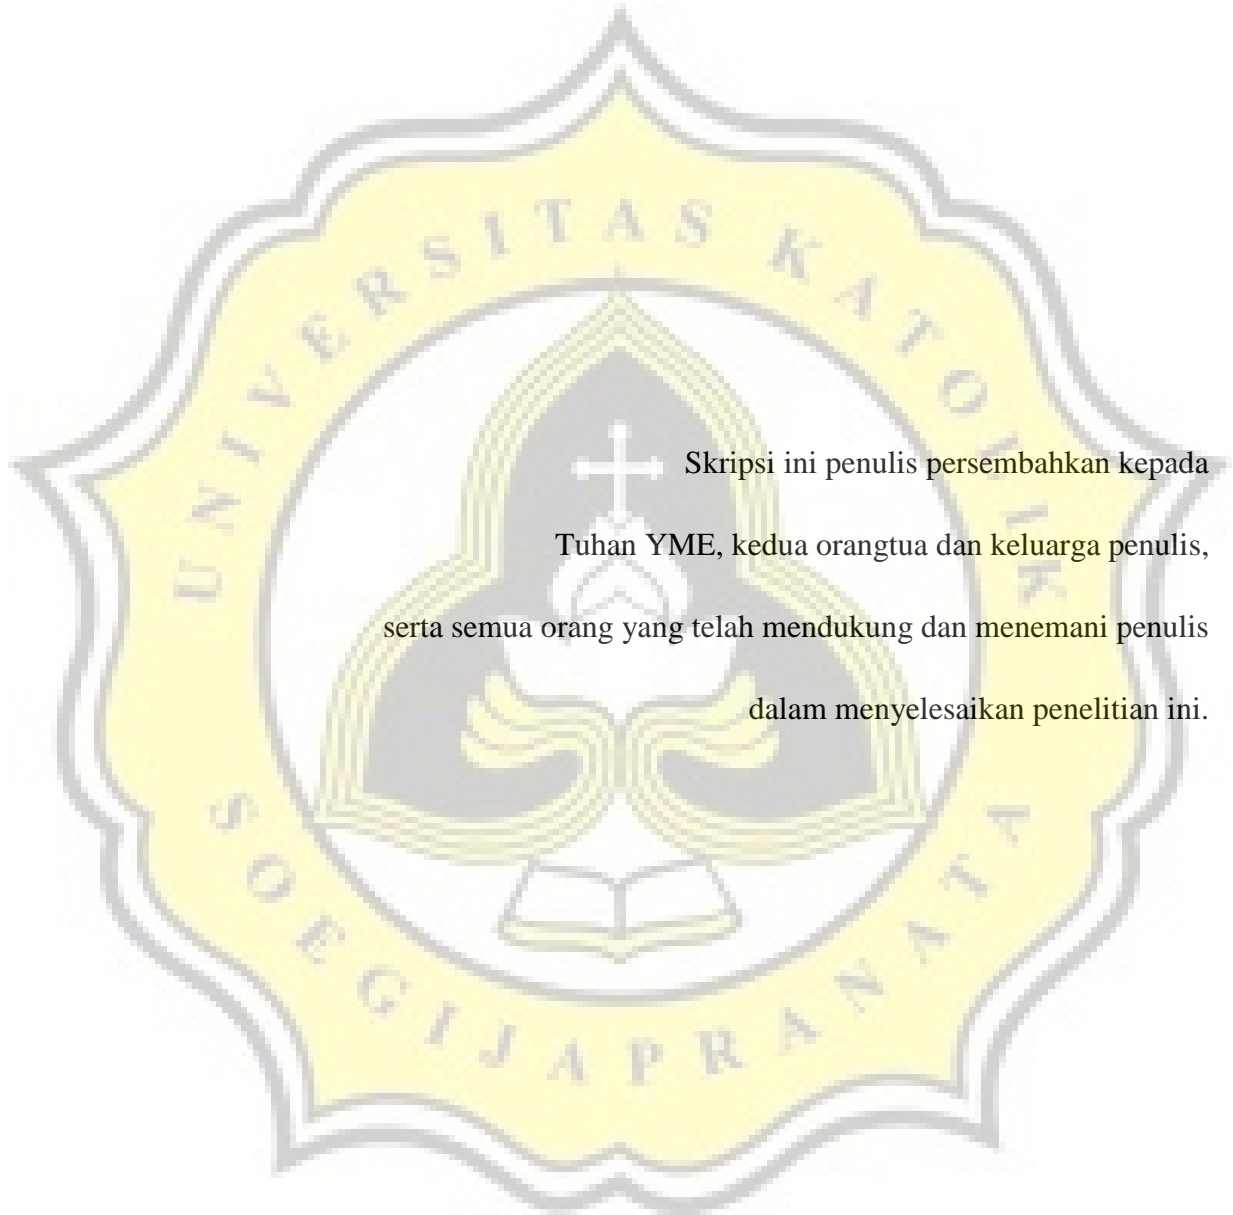 UNIVERSITAS KATOLIK
Skripsi ini penulis persembahkan kepada
Tuhan YME, kedua orangtua dan keluarga penulis,
serta semua orang yang telah mendukung dan menemani penulis
dalam menyelesaikan penelitian ini.
SOEGIJAPRANATA